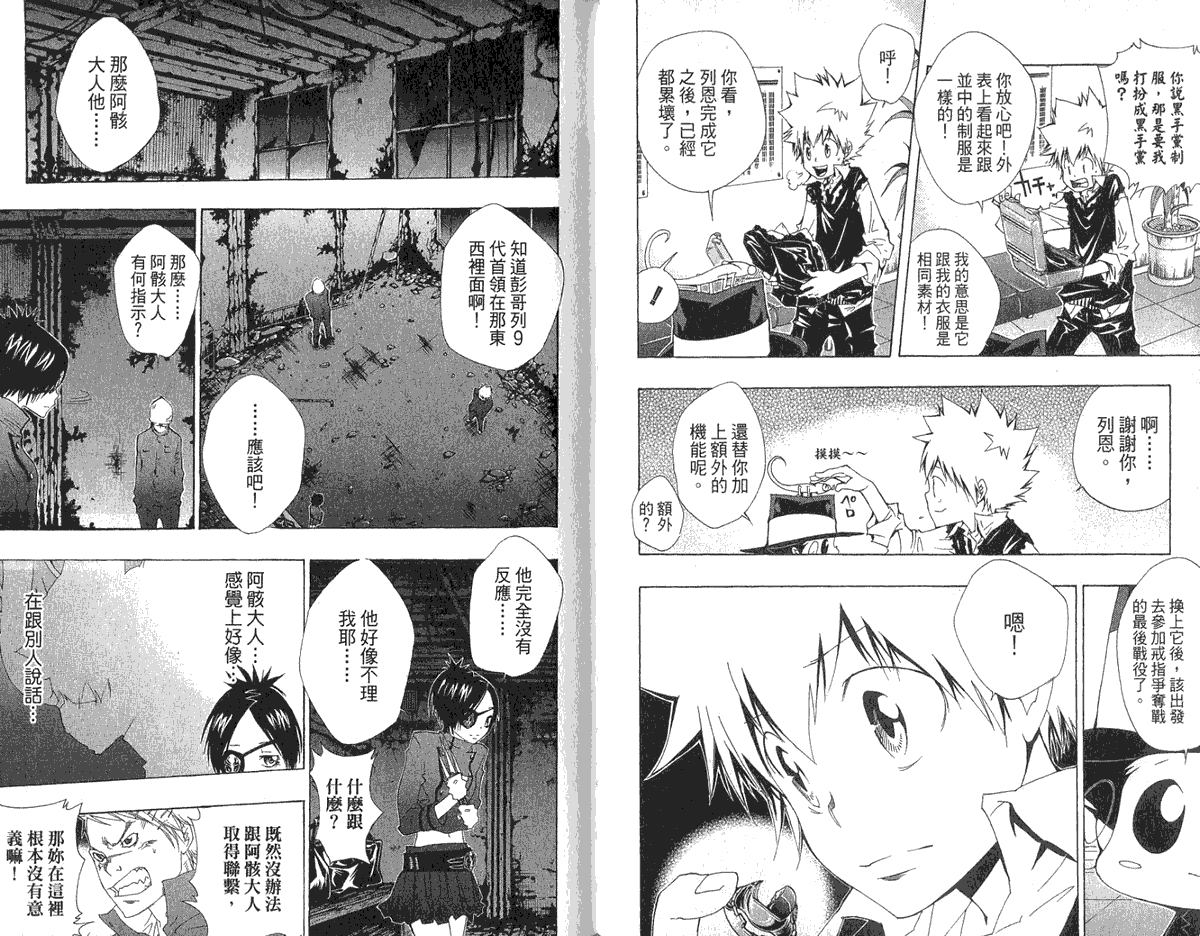 你說黑手黨制
服，那是要我
打扮成黑手黨
嗎？
カチャ
我的意思是它
跟我的衣服是
相同素材！
你放心吧！外
表上看起來跟
並中的制服是
一樣的！
呼！
你看，
列恩完成它
之後，已經
都累壞了。
！
啊……
謝謝你，
列恩。
摸摸～～
ペロ
還替你加
上額外的
機能呢。
額外
的？
換上它後，該出發
去參加戒指爭奪戰
的最後戰役了。
嗯！
那麼阿骸
大人他……
知道彭哥列9
代首領在那東
西裡面啊！
……應該吧！
那麼……
阿骸大人
有何指示？
他完全沒有
反應……
他好像不理
我耶……
什麼跟
什麼？
阿骸大人…
感覺上好像…
在跟別人說話…
既然沒辦法
跟阿骸大人
取得聯繫，
那妳在這裡
根本沒有意
義嘛！